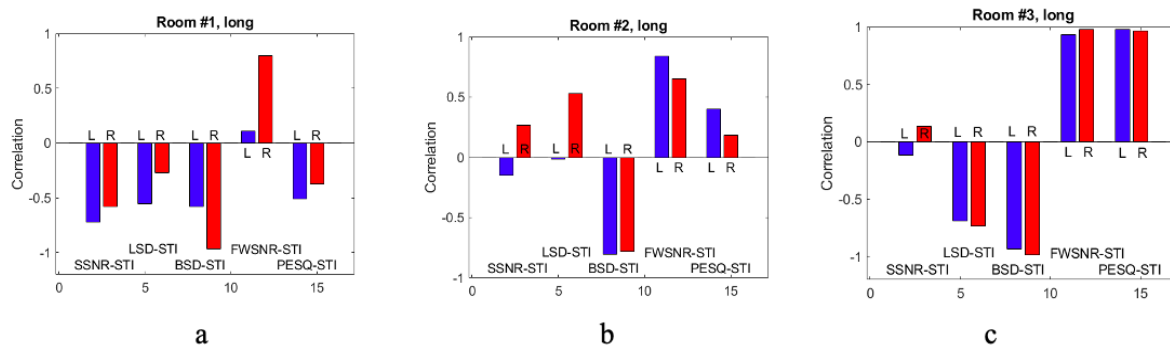 Room #1, long
Correlation
1
0.5
0
-0.5
-1
L R L R L R
L R
L R
LSD-STI FWSNR-STI
SSNR-STI BSD-STI PESQ-STI
0 5 10 15
a
Room #2, long
Correlation
1
0.5
0
-0.5
-1
L R L R L R
L R L R
LSD-STI FWSNR-STI
SSNR-STI BSD-STI PESQ-STI
0 5 10 15
b
Room #3, long
Correlation
1
0.5
0
-0.5
-1
L R L R L R
L R L R
LSD-STI FWSNR-STI
SSNR-STI BSD-STI PESQ-STI
0 5 10 15
c